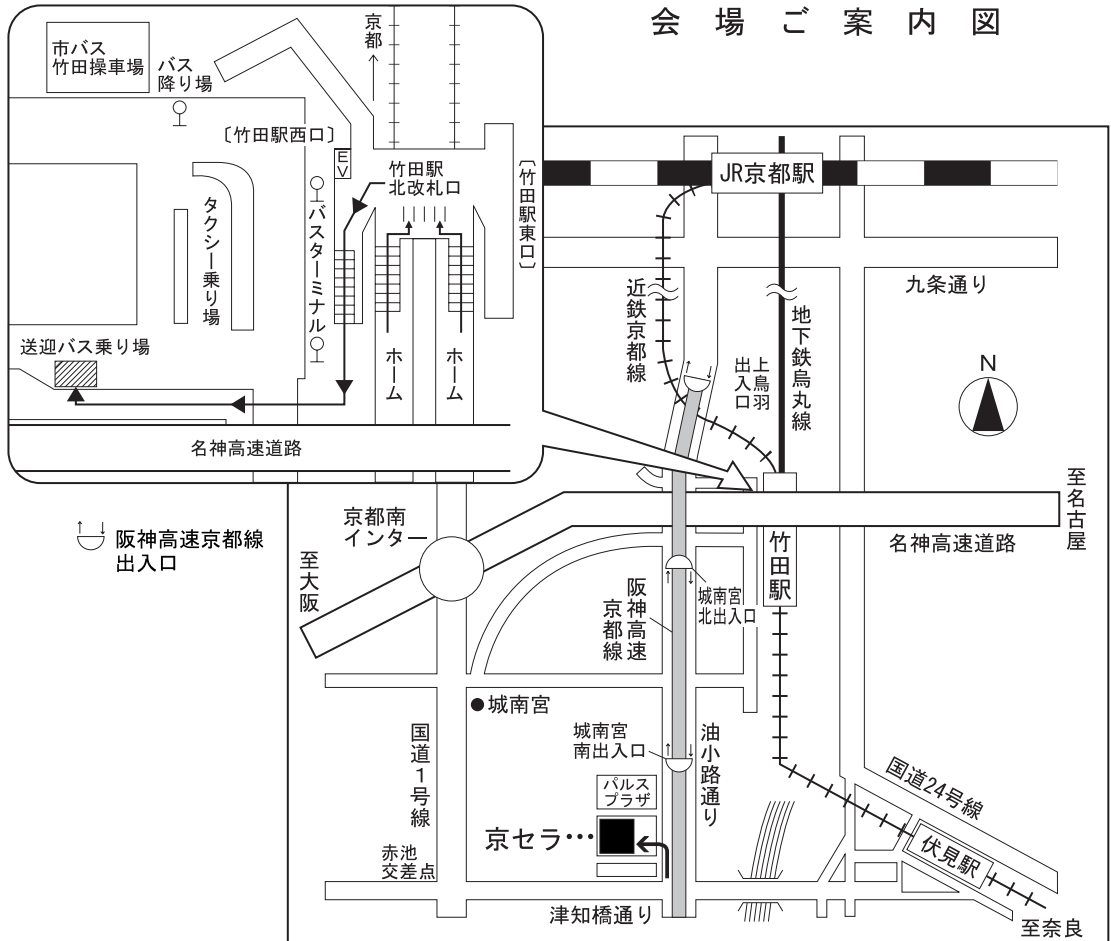 会場ご案内図
市バス
竹田操車場
バス
降り場
京都
〔竹田駅西口〕
EV
竹田駅
北改札口
〔竹田駅東口〕
タクシー乗り場
バスターミナル
送迎バス乗り場
ホーム
ホーム
名神高速道路
JR京都駅
九条通り
近鉄京都線
地下鉄烏丸線
上鳥羽
出入口
N
至名古屋
阪神高速京都線
出入口
京都南
インター
至大阪
名神高速道路
竹田駅
城南宮
北出入口
阪神高速
京都線
城南宮
国道1号線
城南宮
南出入口
油小路通り
パルス
プラザ
京セラ…
国道24号線
伏見駅
赤池
交差点
津知橋通り
至奈良